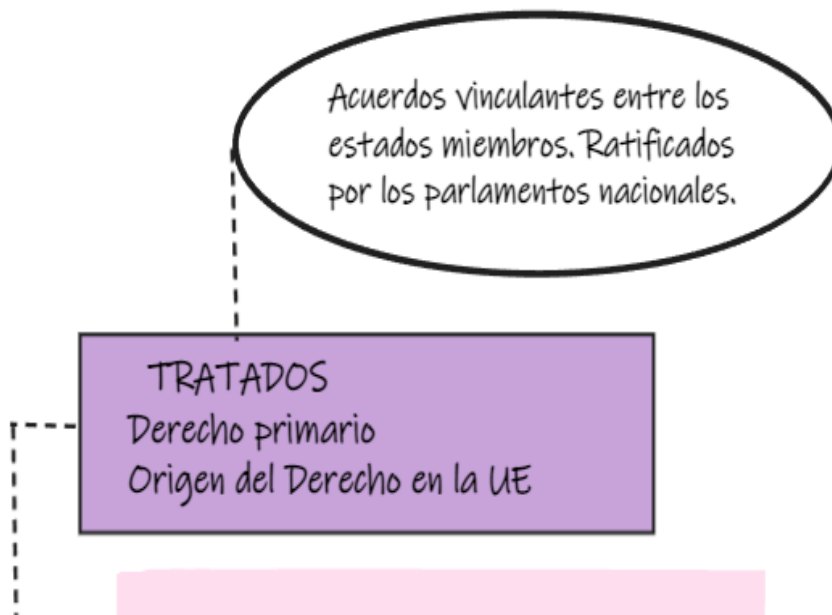 Acuerdos vinculantes entre los
estados miembros. Ratificados
por los parlamentos nacionales.
TRATADOS
Derecho primario
Origen del Derecho en la UE